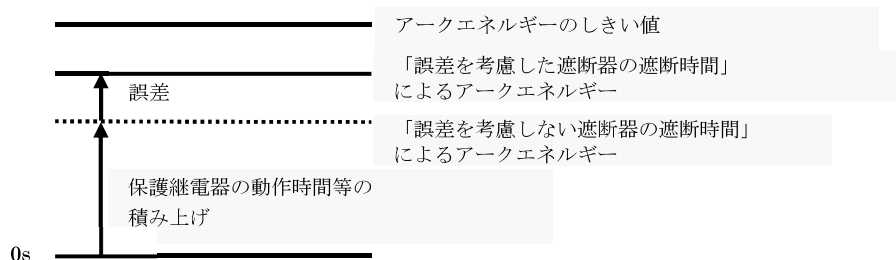 アークエネルギーのしきい値
「誤差を考慮した遮断器の遮断時間」
によるアークエネルギー
誤差
「誤差を考慮しない遮断器の遮断時間」
によるアークエネルギー
保護継電器の動作時間等の
積み上げ
0s